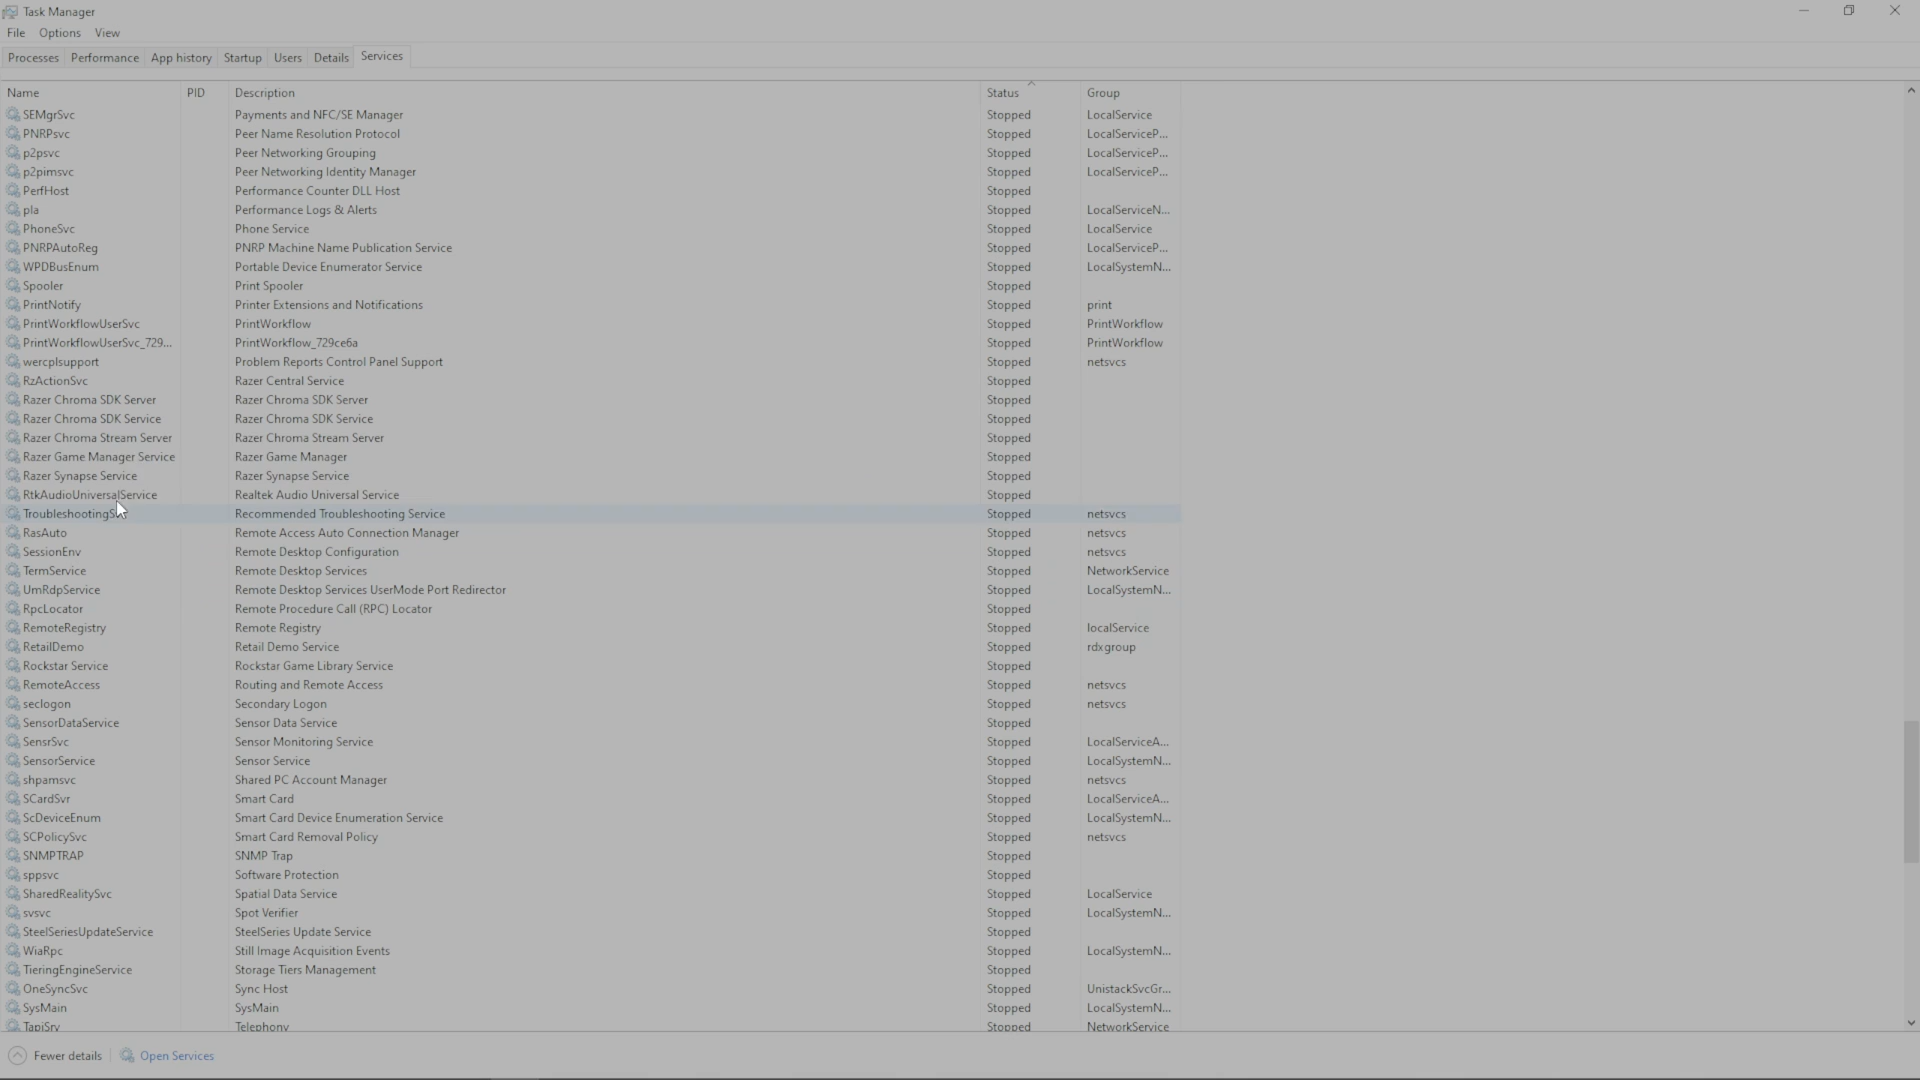 Task Manager
File Options View
Processes Performance App history Startup Users Details Services
Name PID Description Status Group
SEMgrSvc Payments and NFC/SE Manager Stopped LocalService
PNRPsvc Peer Name Resolution Protocol Stopped LocalServiceP...
p2psvc Peer Networking Grouping Stopped LocalServiceP...
p2pimsvc Peer Networking Identity Manager Stopped LocalServiceP...
PerfHost Performance Counter DLL Host Stopped
pla Performance Logs & Alerts Stopped LocalServiceN...
PhoneSvc Phone Service Stopped LocalService
PNRPAutoReg PNRP Machine Name Publication Service Stopped LocalServiceP...
WPDBusEnum Portable Device Enumerator Service Stopped LocalSystemN...
Spooler Print Spooler Stopped
PrintNotify Printer Extensions and Notifications Stopped print
PrintWorkflowUserSvc PrintWorkflow Stopped PrintWorkflow
PrintWorkflowUserSvc_729... PrintWorkflow_729ce6a Stopped PrintWorkflow
wercplsupport Problem Reports Control Panel Support Stopped netsvcs
RzActionSvc Razer Central Service Stopped
Razer Chroma SDK Server Razer Chroma SDK Server Stopped
Razer Chroma SDK Service Razer Chroma SDK Service Stopped
Razer Chroma Stream Server Razer Chroma Stream Server Stopped
Razer Game Manager Service Razer Game Manager Stopped
Razer Synapse Service Razer Synapse Service Stopped
RtkAudioUniversalService Realtek Audio Universal Service Stopped
Recommended Troubleshooting Service Stopped netsvcs
RasAuto Remote Access Auto Connection Manager Stopped netsvcs
SessionEnv Remote Desktop Configuration Stopped netsvcs
TermService Remote Desktop Services Stopped NetworkService
UmRdpService Remote Desktop Services UserMode Port Redirector Stopped LocalSystemN...
RpcLocator Remote Procedure Call (RPC) Locator Stopped
RemoteRegistry Remote Registry Stopped localService
RetailDemo Retail Demo Service Stopped rdxgroup
Rockstar Service Rockstar Game Library Service Stopped
RemoteAccess Routing and Remote Access Stopped netsvcs
seclogon Secondary Logon Stopped netsvcs
SensorDataService Sensor Data Service Stopped
SensrSvc Sensor Monitoring Service Stopped LocalServiceA...
SensorService Sensor Service Stopped LocalSystemN...
shpamsvc Shared PC Account Manager Stopped netsvcs
SCardSvr Smart Card Stopped LocalServiceA...
ScDeviceEnum Smart Card Device Enumeration Service Stopped LocalSystemN...
SCPolicySvc Smart Card Removal Policy Stopped netsvcs
SNMPTRAP SNMP Trap Stopped
sppsvc Software Protection Stopped
SharedRealitySvc Spatial Data Service Stopped LocalService
svsvc Spot Verifier Stopped LocalSystemN...
SteelSeriesUpdateService SteelSeries Update Service Stopped
WiaRpc Still Image Acquisition Events Stopped LocalSystemN...
TieringEngineService Storage Tiers Management Stopped
OneSyncSvc Sync Host Stopped UnistackSvcGr...
SysMain SysMain Stopped LocalSystemN...
TapiSrv Telephony Stopped NetworkService
Fewer details Open Services